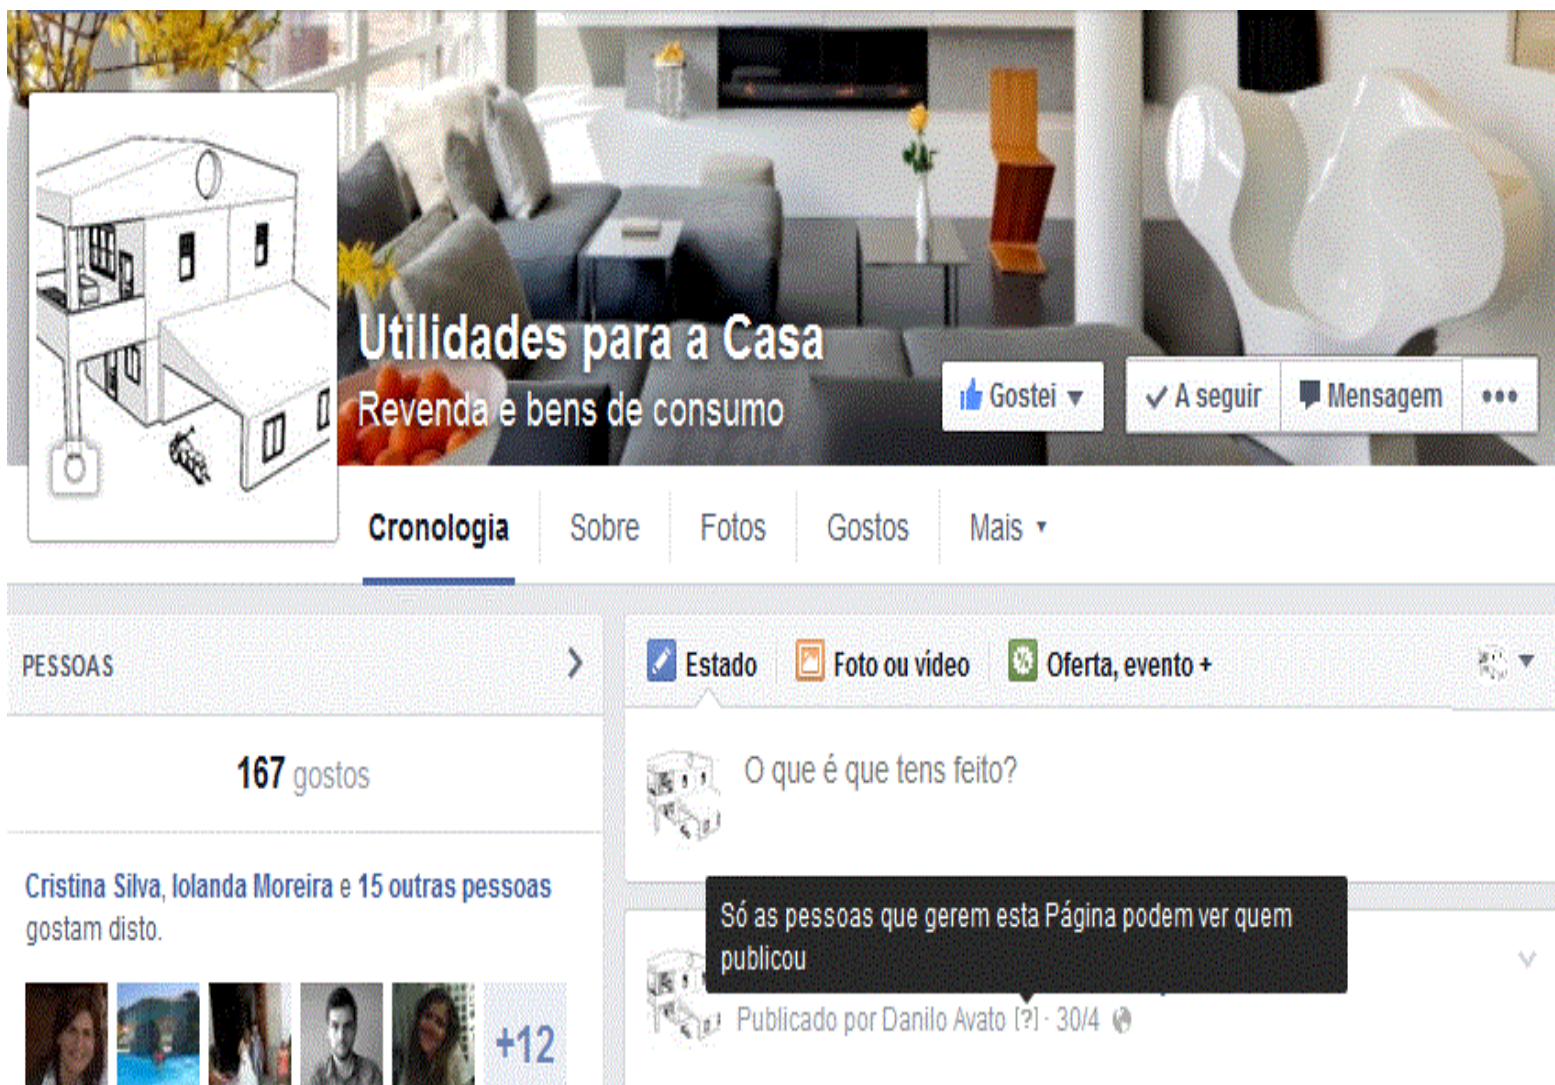 Utilidades para a Casa
Revenda e bens de consumo
Gostei
A seguir
Mensagem
Cronologia
Sobre
Fotos
Gostos
Mais
PESSOAS
167 gostos
Cristina Silva, Iolanda Moreira e 15 outras pessoas
gostam disto.
+12
Estado
Foto ou vídeo
Oferta, evento +
O que é que tens feito?
Só as pessoas que gerem esta Página podem ver quem
publicou
Publicado por Danilo Avato [?] · 30/4